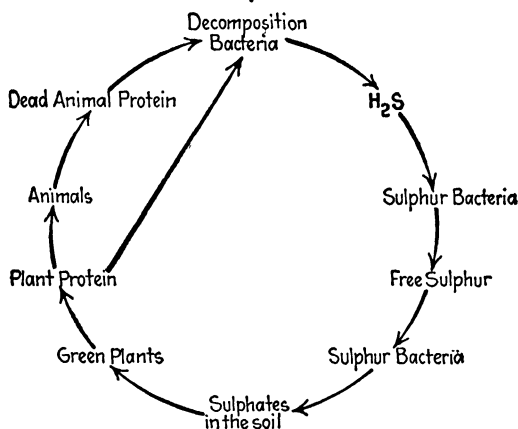 Decomposition
Bacteria
H₂S
Sulphur Bacteria
Free Sulphur
Sulphur Bacteria
Sulphates
in the soil
Green Plants
Plant Protein
Animals
Dead Animal Protein